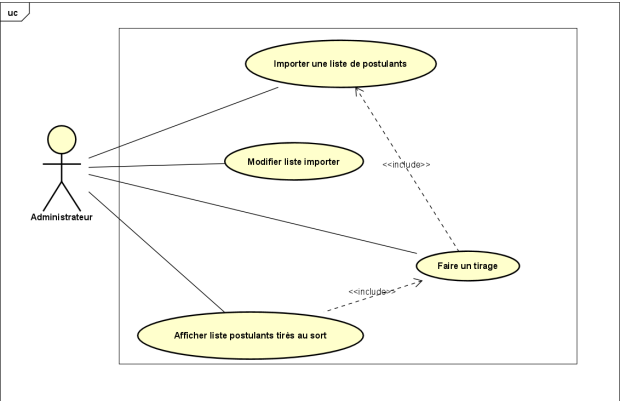 uc
Importer une liste de postulants
Modifier liste importer
<<include>>
Administrateur
Faire un tirage
<<include>>
Afficher liste postulants tirés au sort